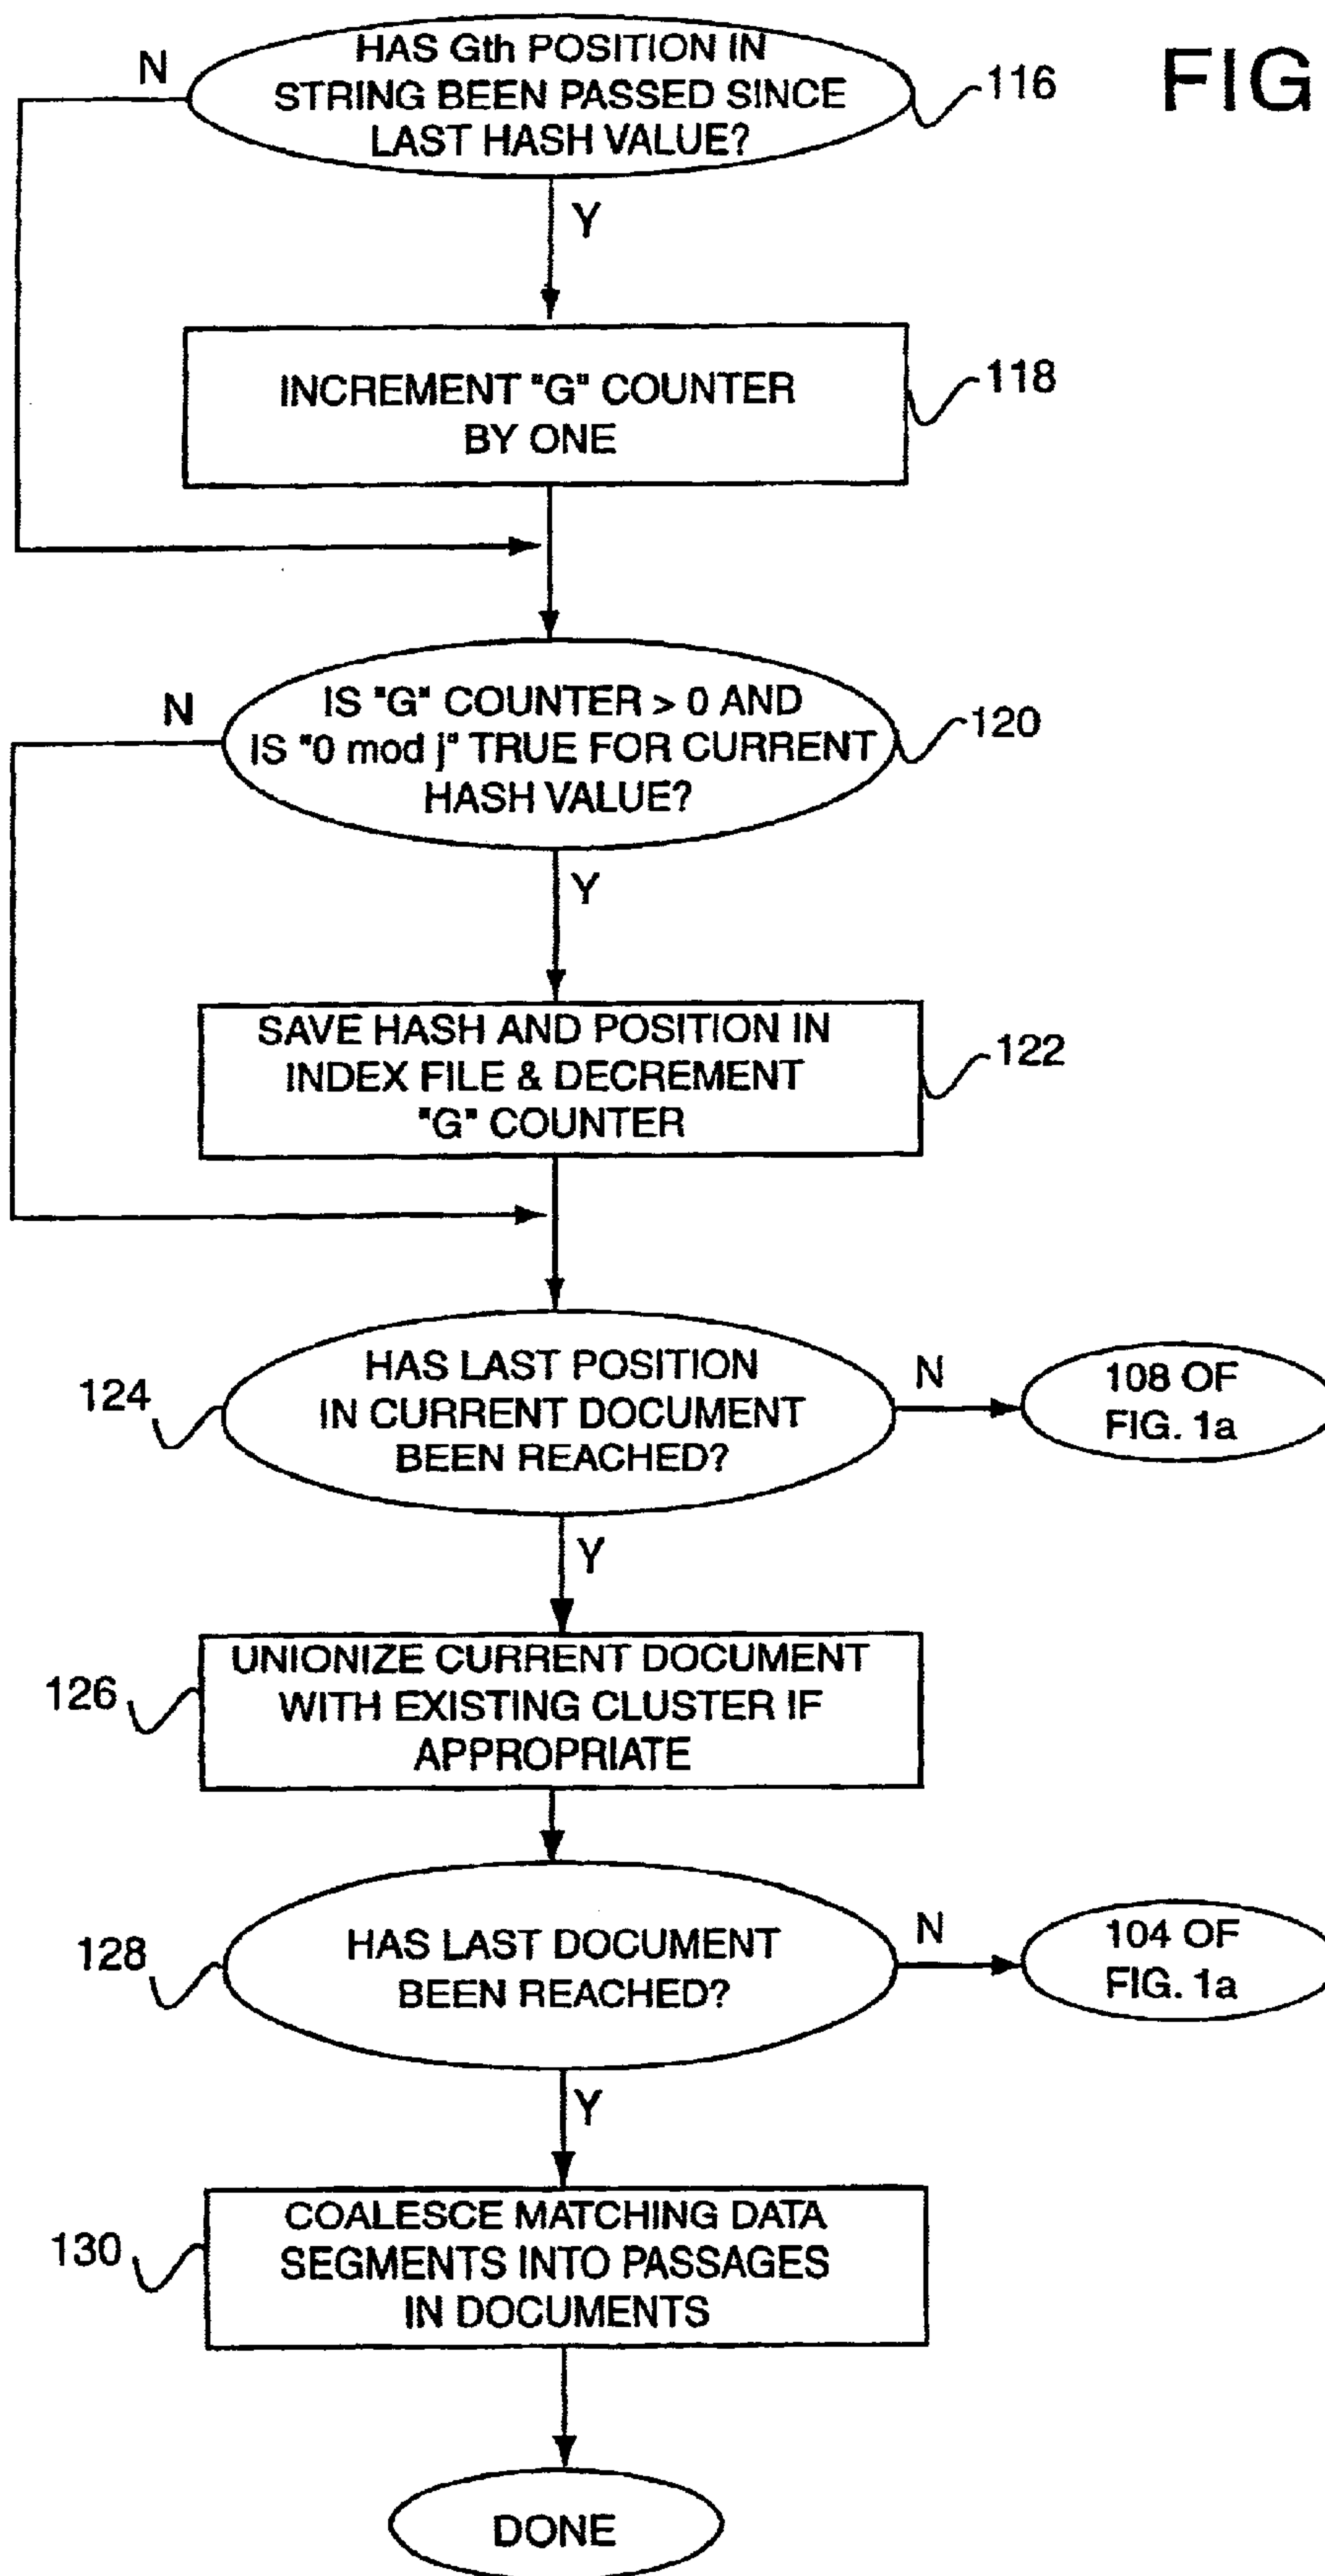 FIG
N
HAS Gth POSITION IN
STRING BEEN PASSED SINCE
LAST HASH VALUE?
116
Y
INCREMENT "G" COUNTER
BY ONE
118
N
IS "G" COUNTER > 0 AND
IS "0 mod j" TRUE FOR CURRENT
HASH VALUE?
120
Y
SAVE HASH AND POSITION IN
INDEX FILE & DECREMENT
"G" COUNTER
122
124
HAS LAST POSITION
IN CURRENT DOCUMENT
BEEN REACHED?
N
108 OF
FIG. 1a
Y
126
UNIONIZE CURRENT DOCUMENT
WITH EXISTING CLUSTER IF
APPROPRIATE
128
HAS LAST DOCUMENT
BEEN REACHED?
N
104 OF
FIG. 1a
Y
130
COALESCE MATCHING DATA
SEGMENTS INTO PASSAGES
IN DOCUMENTS
DONE